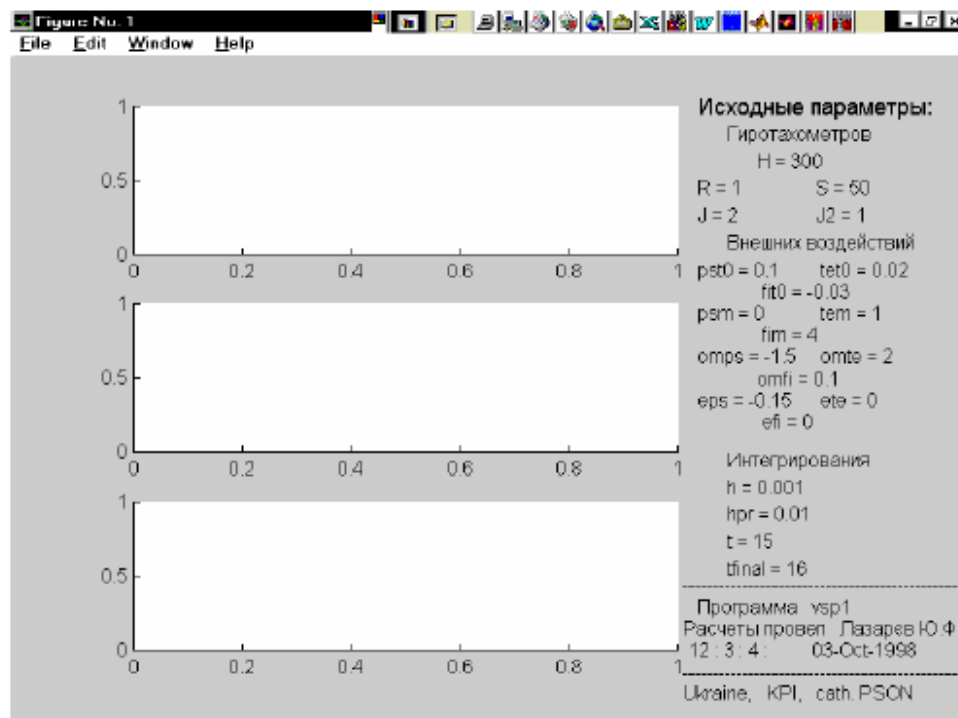 Figure No. 1
File Edit Window Help
1
0.5
0
0 0.2 0.4 0.6 0.8 1
1
0.5
0
0 0.2 0.4 0.6 0.8 1
1
0.5
0
0 0.2 0.4 0.6 0.8 1
Исходные параметры:
Гиротахометров
H = 300
R = 1 S = 50
J = 2 J2 = 1
Внешних воздействий
pst0 = 0.1 tet0 = 0.02
fit0 = -0.03
psm = 0 tem = 1
fim = 4
omps = -1.5 omte = 2
omfi = 0.1
eps = -0.15 ete = 0
efi = 0
Интегрирования
h = 0.001
hpr = 0.01
t = 15
tfinal = 16
Программа vsp1
Расчеты провел Лазарев Ю.Ф
12 : 3 : 4 : 03-Oct-1998
Ukraine, KPI, cath. PSON